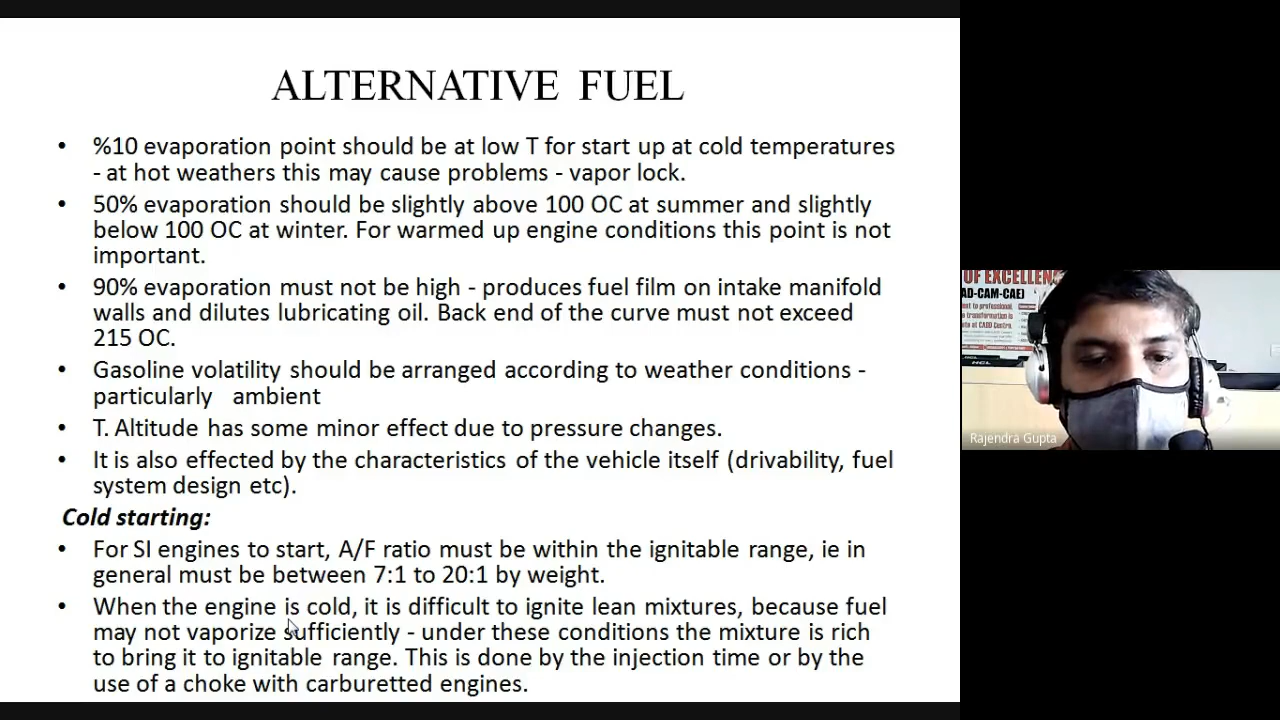 ALTERNATIVE FUEL
• %10 evaporation point should be at low T for start up at cold temperatures
- at hot weathers this may cause problems - vapor lock.
• 50% evaporation should be slightly above 100 OC at summer and slightly
below 100 OC at winter. For warmed up engine conditions this point is not
important.
• 90% evaporation must not be high - produces fuel film on intake manifold
walls and dilutes lubricating oil. Back end of the curve must not exceed
215 OC.
• Gasoline volatility should be arranged according to weather conditions -
particularly ambient
• T. Altitude has some minor effect due to pressure changes.
• It is also effected by the characteristics of the vehicle itself (drivability, fuel
system design etc).
Cold starting:
• For SI engines to start, A/F ratio must be within the ignitable range, ie in
general must be between 7:1 to 20:1 by weight.
• When the engine is cold, it is difficult to ignite lean mixtures, because fuel
may not vaporize sufficiently - under these conditions the mixture is rich
to bring it to ignitable range. This is done by the injection time or by the
use of a choke with carburetted engines.
OF EXCELLEN
AD-CAM-CAE)
Rajendra Gupta